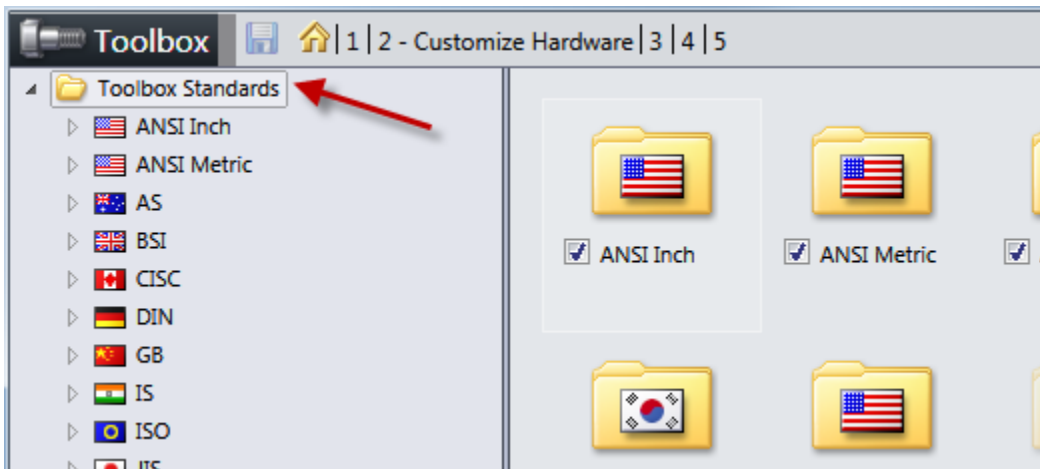 Toolbox 1 | 2 - Customize Hardware | 3 | 4 | 5
Toolbox Standards
ANSI Inch
ANSI Metric
AS
BSI
CISC
DIN
GB
IS
ISO
JIS
ANSI Inch
ANSI Metric